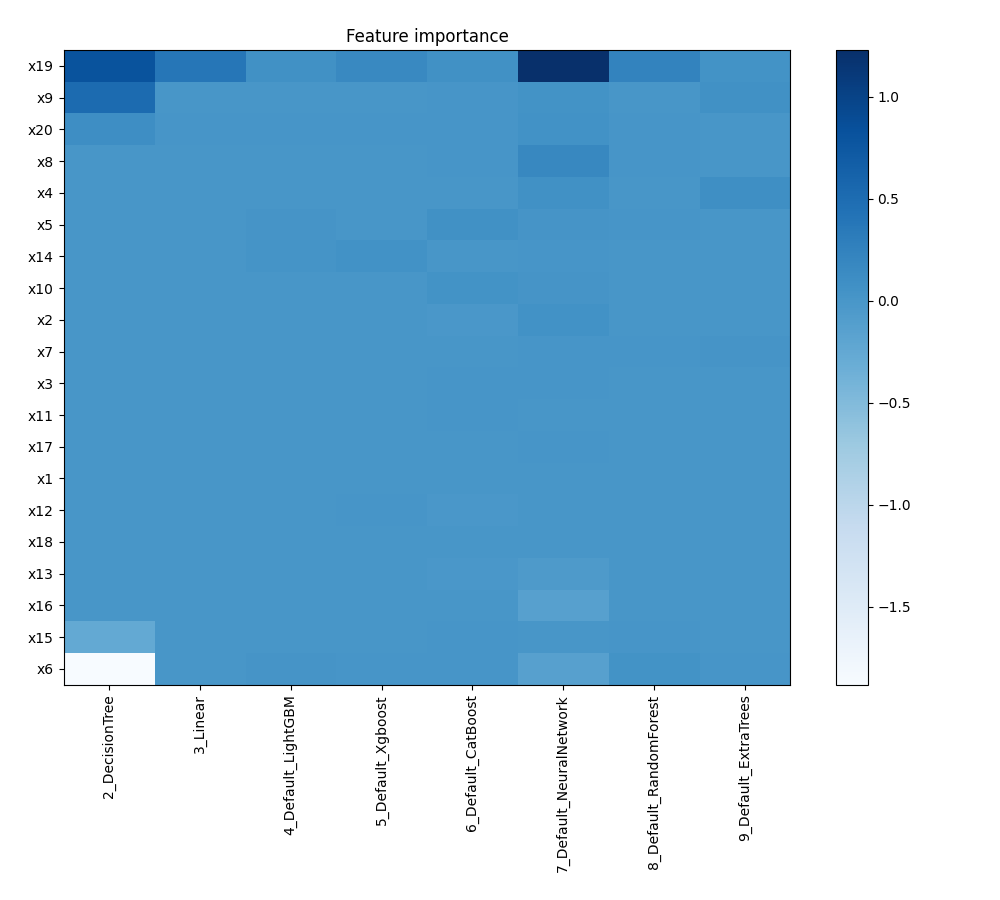 Feature importance
x19
x9
x20
x8
x4
x5
x14
x10
x2
x7
x3
x11
x17
x1
x12
x18
x13
x16
x15
x6
2_DecisionTree
3_Linear
4_Default_LightGBM
5_Default_Xgboost
6_Default_CatBoost
7_Default_NeuralNetwork
8_Default_RandomForest
9_Default_ExtraTrees
1.0
0.5
0.0
−0.5
−1.0
−1.5